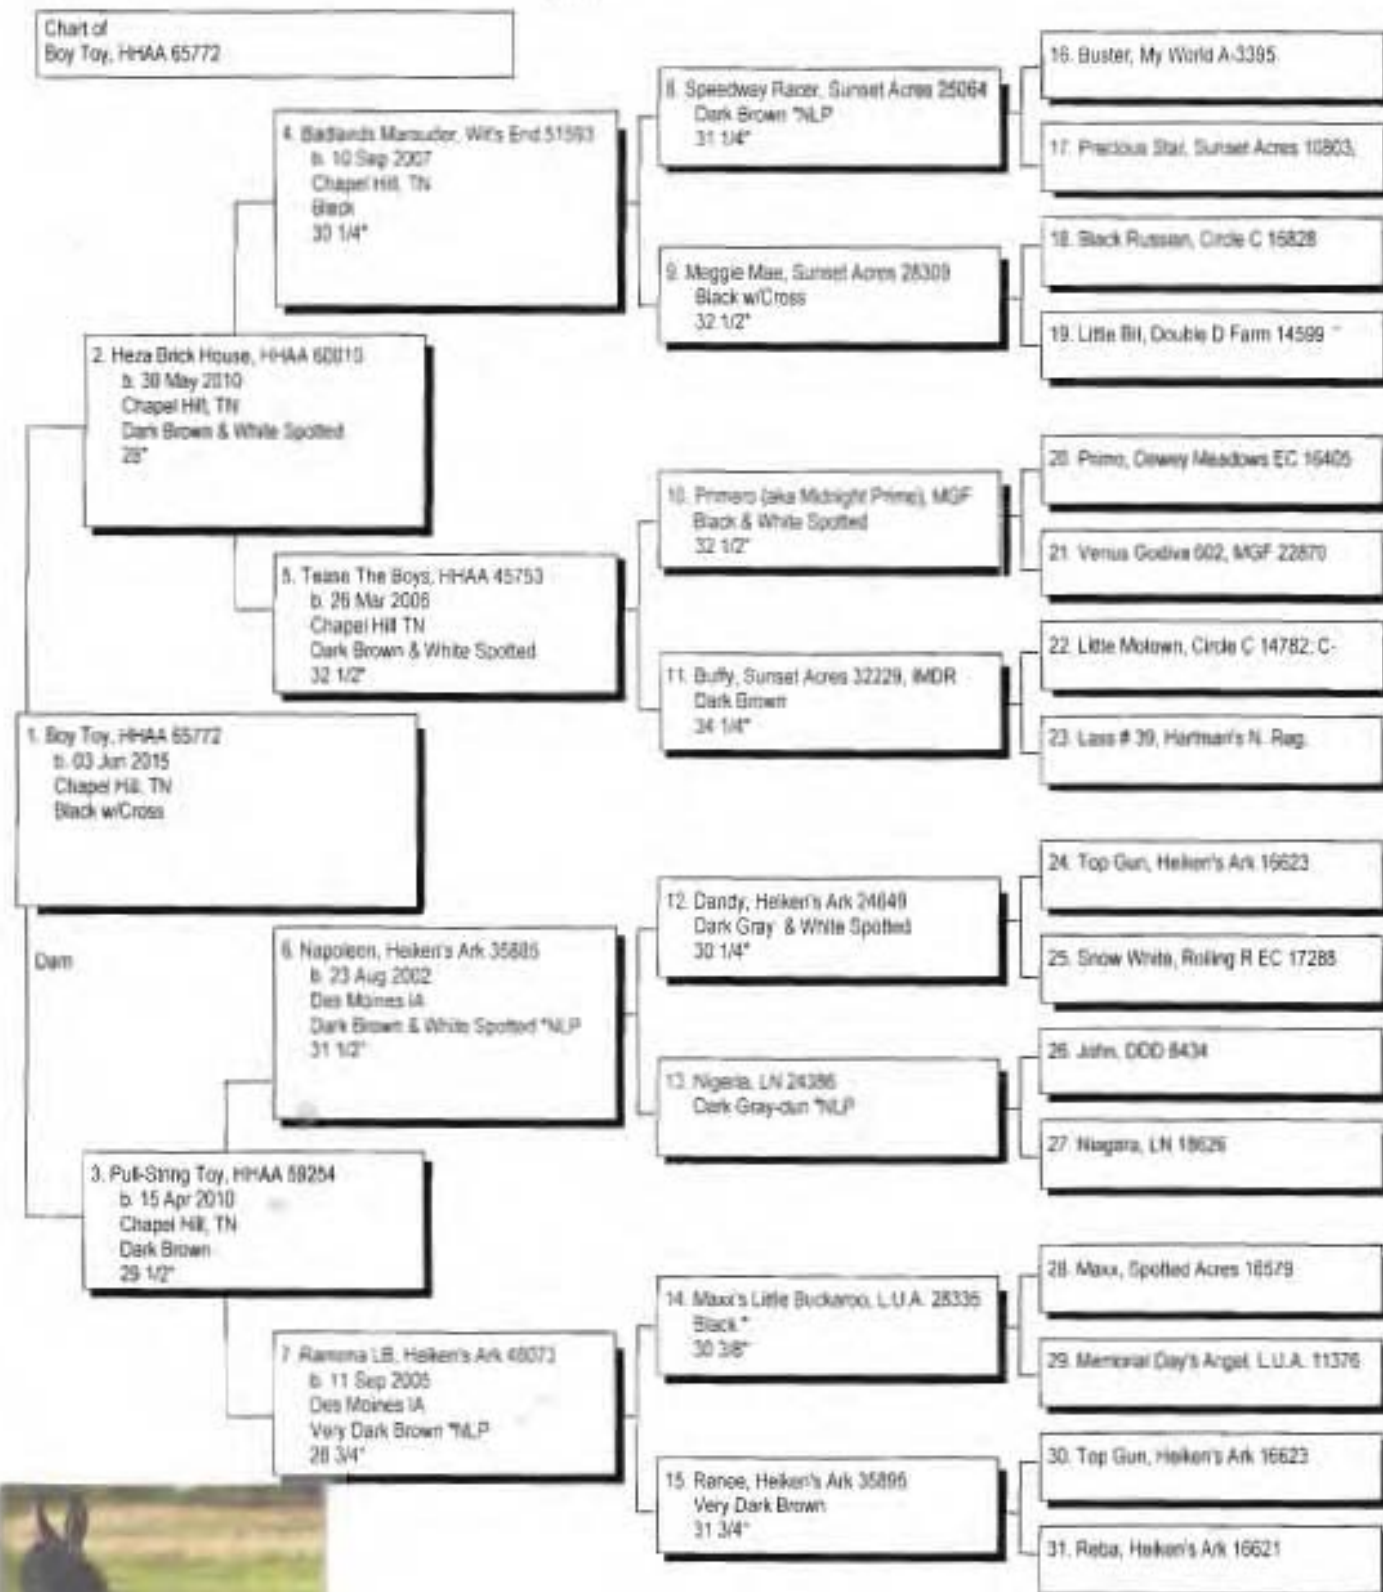 Chart of
Boy Toy, HHAA 65772
1. Boy Toy, HHAA 65772
b. 03 Jun 2015
Chapel Hill, TN
Black w/Cross
Dam
2. Heza Brick House, HHAA
b. 30 May 2010
Chapel Hill, TN
Dark Brown & White Spotted
28"
3. Pull-String Toy, HHAA 59254
b. 15 Apr 2010
Chapel Hill, TN
Dark Brown
29 1/2"
4. Badlands Marauder, Wit's End 51593
b. 10 Sep 2007
Chapel Hill, TN
Black
30 1/4"
5. Tease The Boys, HHAA 45753
b. 26 Mar 2006
Chapel Hill TN
Dark Brown & White Spotted
32 1/2"
6. Napoleon, Heiken's Ark 35885
b. 23 Aug 2002
Des Moines IA
Dark Brown & White Spotted *NLP
31 1/2"
7. Ramona LB, Heiken's Ark
b. 11 Sep 2005
Des Moines IA
Very Dark Brown *NLP
28 3/4"
8. Speedway Racer, Sunset Acres 25064
Dark Brown *NLP
31 1/4"
9. Meggie Mae, Sunset Acres 28309
Black w/Cross
32 1/2"
10. Primero (aka Midnight Prime), MGF
Black & White Spotted
32 1/2"
11. Buffy, Sunset Acres 32229, IMDR
Dark Brown
34 1/4"
12. Dandy, Heiken's Ark 24649
Dark Gray & White Spotted
30 1/4"
13. Nigeria, LN 24386
Dark Gray-dun *NLP
14. Maxx's Little Buckaroo, L.U.A. 28335
Black *
30 3/8"
15. Renee, Heiken's Ark 35895
Very Dark Brown
31 3/4"
16. Buster, My World A-3395
17. Precious Star, Sunset Acres 10803,
18. Black Russian, Circle C 15828
19. Little Bit, Double D Farm 14599
20. Primo, Dewey Meadows EC 16405
21. Venus Godiva 602, MGF 22870
22. Little Motown, Circle C 14782; C-
23. Lass # 39, Hartman's N. Reg.
24. Top Gun, Heiken's Ark 16623
25. Snow White, Rolling R EC 17288
26. John, DDD 8434
27. Niagara, LN 18626
28. Maxx, Spotted Acres 16579
29. Memorial Day's Angel, L.U.A. 11376
30. Top Gun, Heiken's Ark 16623
31. Reba, Heiken's Ark 16621